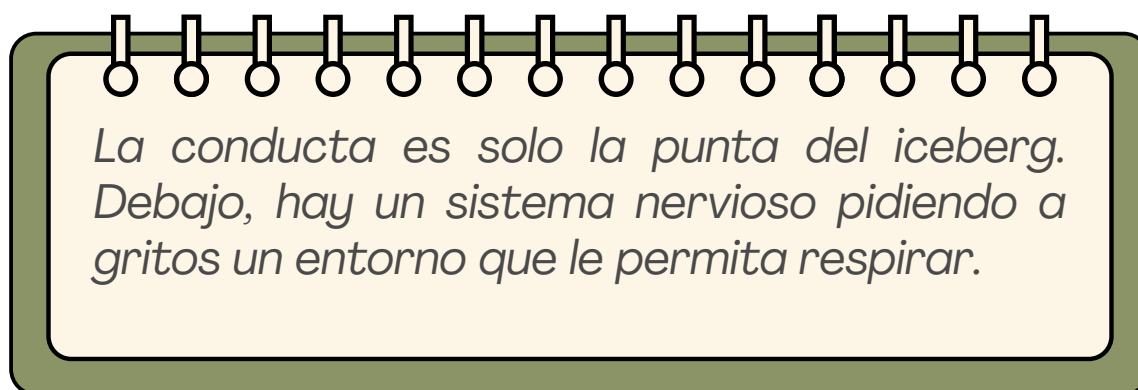 La conducta es solo la punta del iceberg.
Debajo, hay un sistema nervioso pidiendo a
gritos un entorno que le permita respirar.